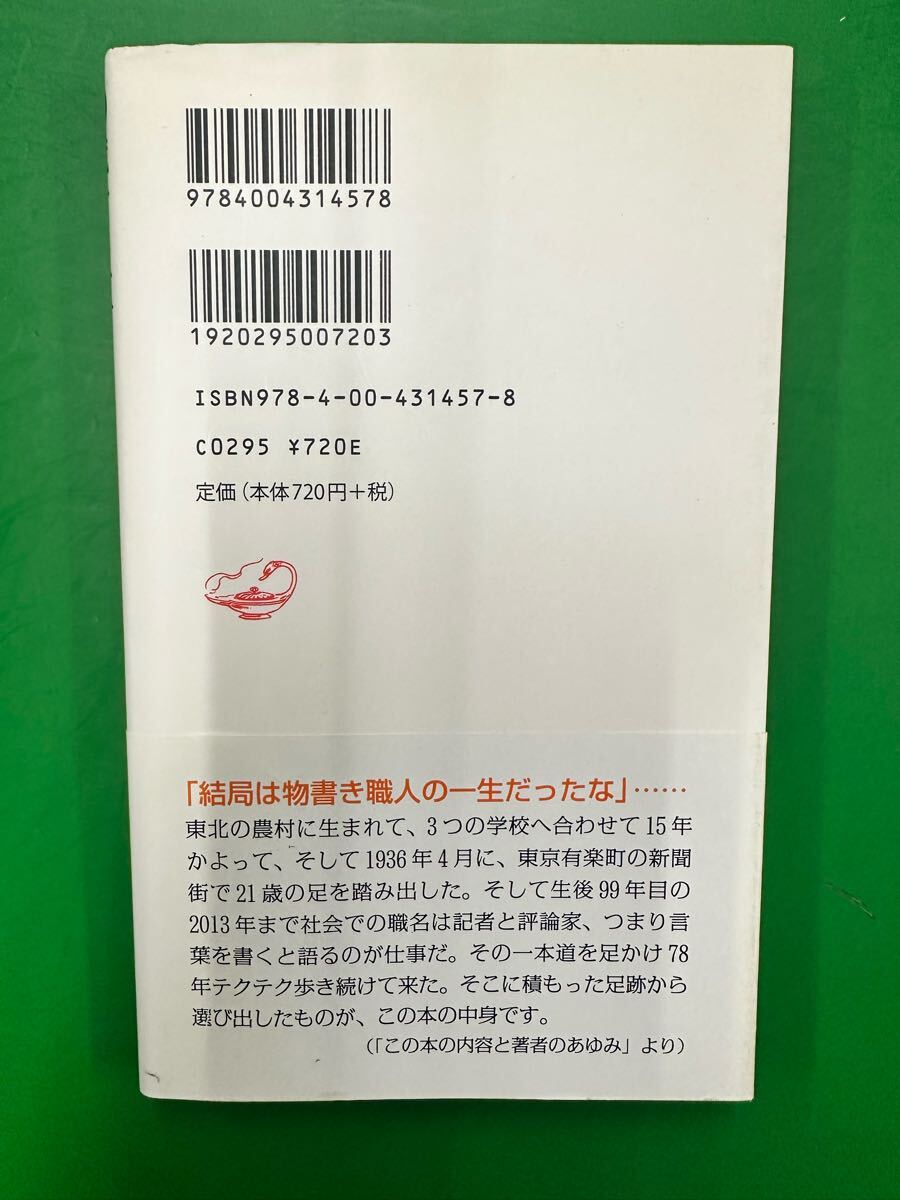 9784004314578
1920295007203
ISBN978-4-00-431457-8
C0295 ¥720E
定価(本体720円+税)
「結局は物書き職人の一生だったな」……
東北の農村に生まれて、3つの学校へ合わせて15年
かよって、そして1936年4月に、東京有楽町の新聞
街で21歳の足を踏み出した。そして生後99年目の
2013年まで社会での職名は記者と評論家、つまり言
葉を書くと語るのが仕事だ。その一本道を足かけ78
年テクテク歩き続けて来た。そこに積もった足跡から
選び出したものが、この本の中身です。
(「この本の内容と著者のあゆみ」より)